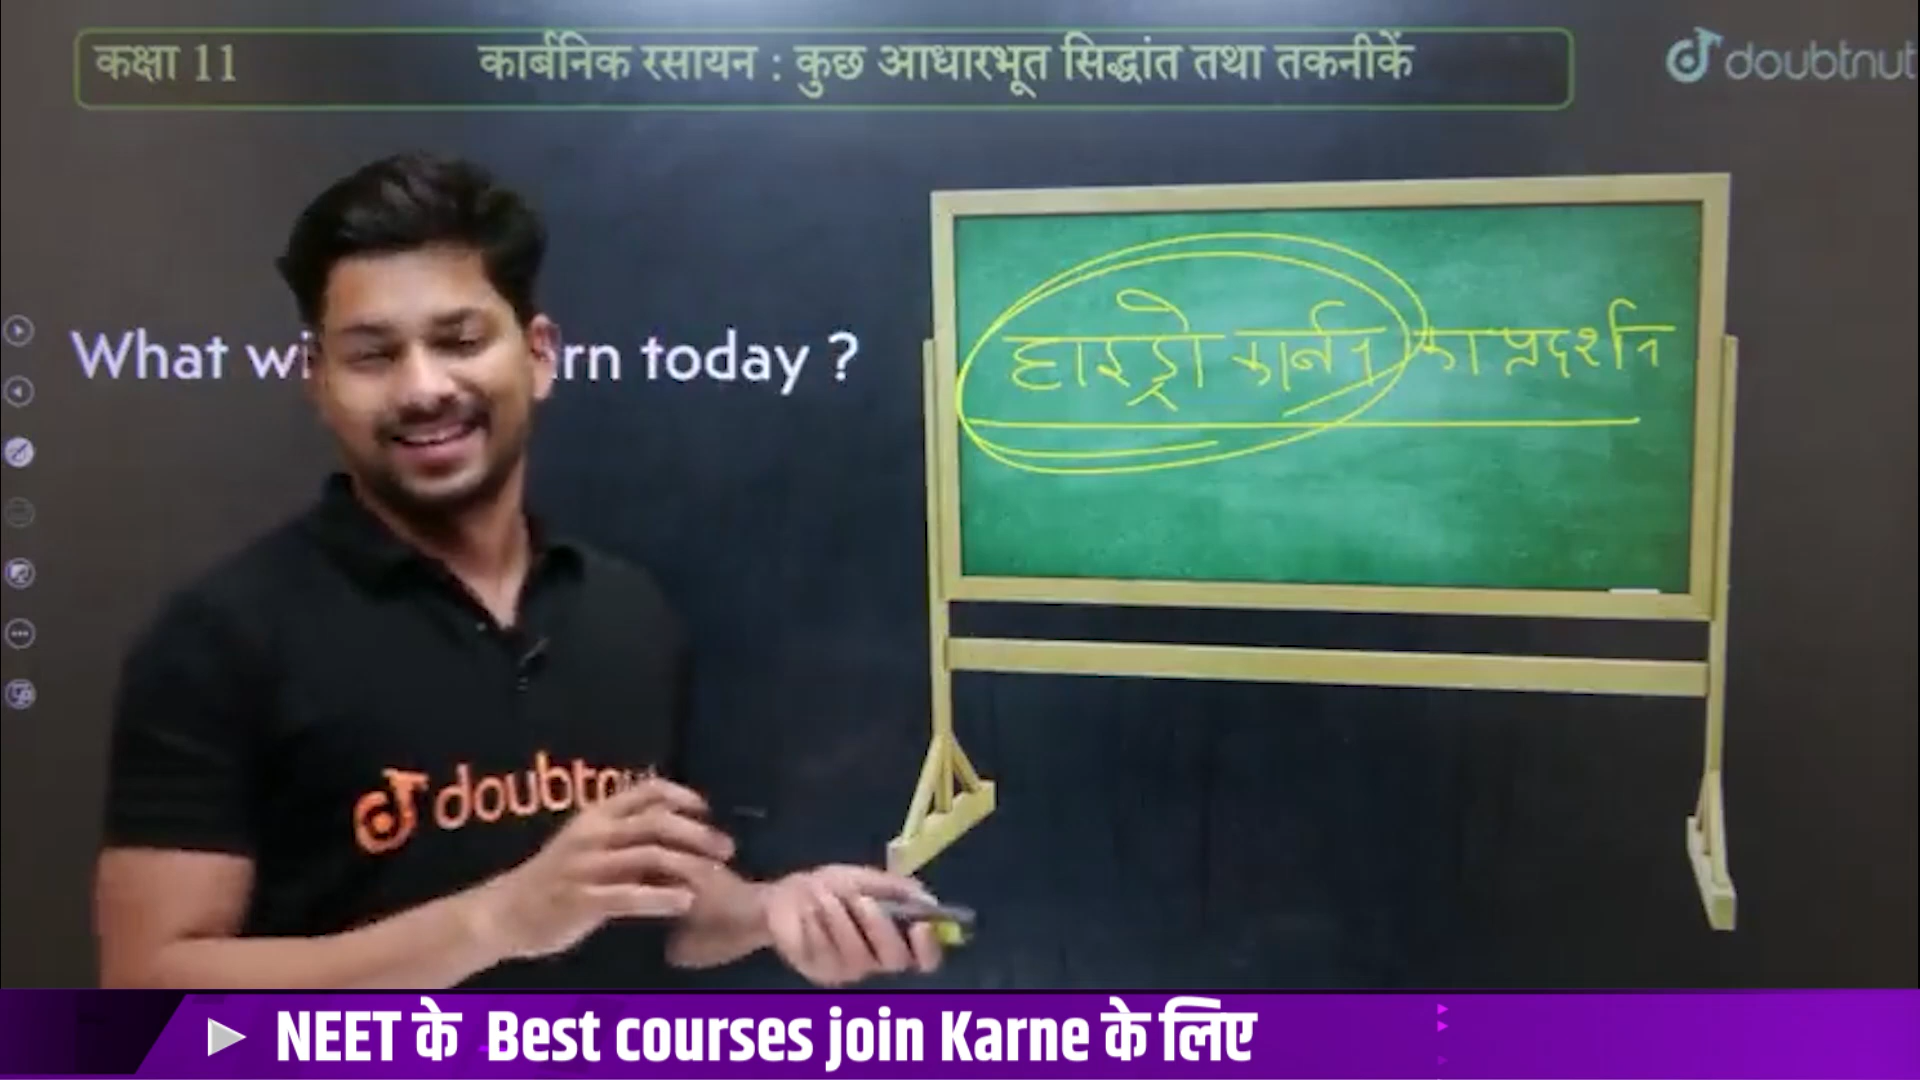 कक्षा 11 कार्बनिक रसायन : कुछ आधारभूत सिद्धांत तथा तकनीकें
doubtnut
What wi rn today ?
हाइड्रो कार्बन का प्रदर्शन
doubtn
NEET के Best courses join Karne के लिए